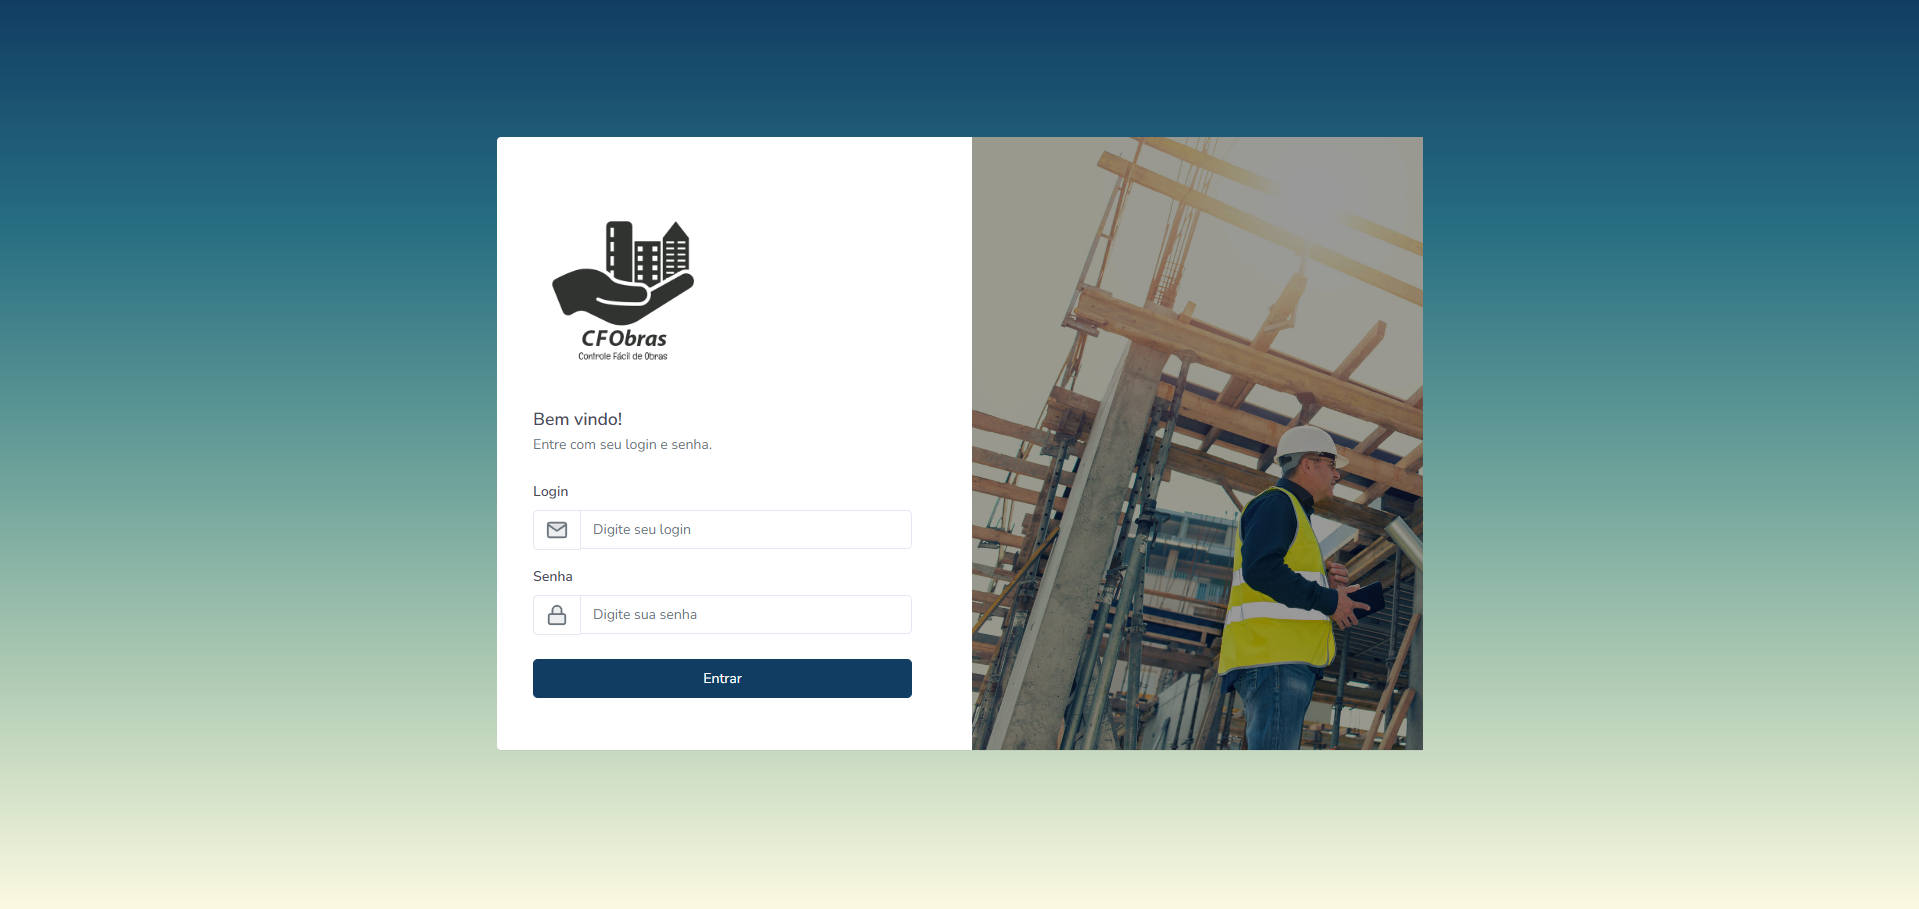 CFObras
Controle Fácil de Obras
Bem vindo!
Entre com seu login e senha.
Login
Digite seu login
Senha
Digite sua senha
Entrar